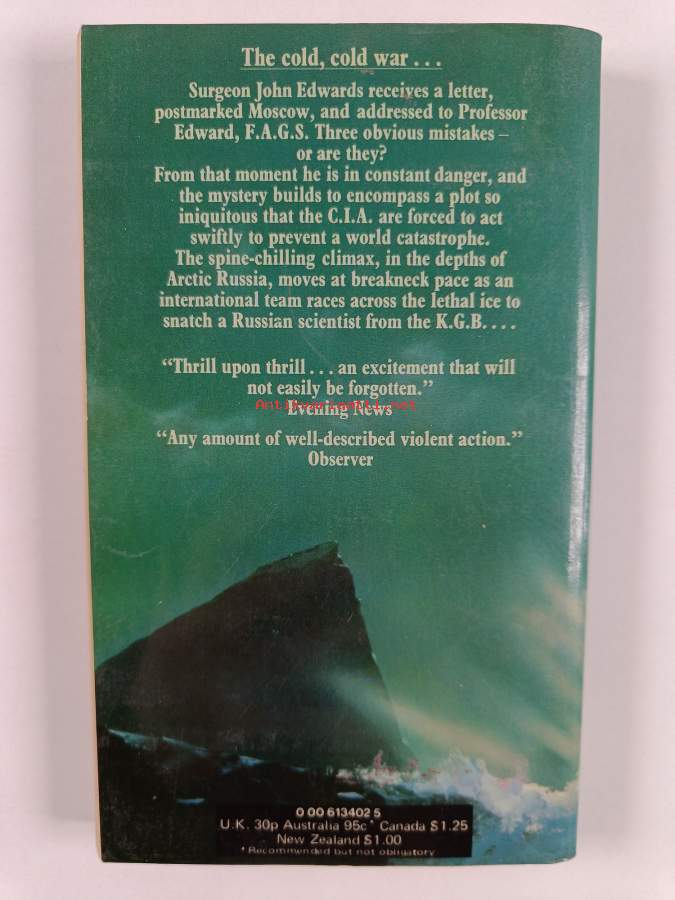 The cold, cold war . . .
Surgeon John Edwards receives a letter,
postmarked Moscow, and addressed to Professor
Edward, F.A.G.S. Three obvious mistakes –
or are they?
From that moment he is in constant danger, and
the mystery builds to encompass a plot so
iniquitous that the C.I.A. are forced to act
swiftly to prevent a world catastrophe.
The spine-chilling climax, in the depths of
Arctic Russia, moves at breakneck pace as an
international team races across the lethal ice to
snatch a Russian scientist from the K.G.B. . . .
“Thrill upon thrill . . . an excitement that will
not easily be forgotten.”
Evening News
“Any amount of well-described violent action.”
Observer
0 00 613402 5
U.K. 30p Australia 95c* Canada $1.25
New Zealand $1.00
*Recommended but not obligatory